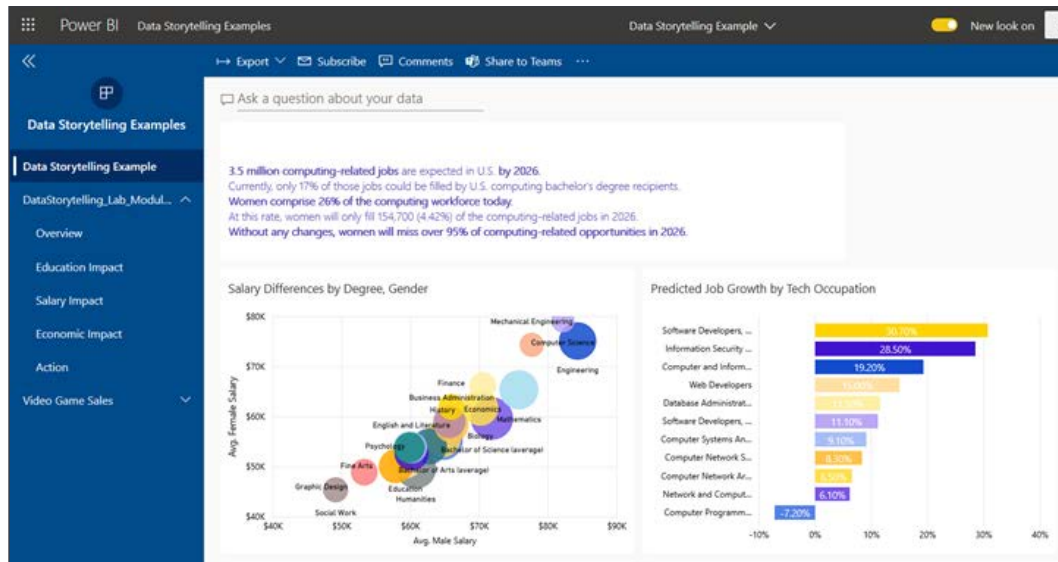 Power BI
Data Storytelling Examples
Data Storytelling Example
New look on
Export
Subscribe
Comments
Share to Teams
Data Storytelling Examples
Data Storytelling Example
DataStorytelling_Lab_Modul...
Overview
Education Impact
Salary Impact
Economic Impact
Action
Video Game Sales
Ask a question about your data
3.5 million computing-related jobs are expected in U.S. by 2026.
Currently, only 17% of those jobs could be filled by U.S. computing bachelor's degree recipients.
Women comprise 26% of the computing workforce today.
At this rate, women will only fill 154,700 (4.42%) of the computing-related jobs in 2026.
Without any changes, women will miss over 95% of computing-related opportunities in 2026.
Salary Differences by Degree, Gender
Avg. Female Salary
$80K
$70K
$60K
$50K
$40K
Mechanical Engineering
Computer Science
Engineering
Finance
Business Administration
History
Economics
Mathematics
English and Literature
Biology
Psychology
Bachelor of Science (average)
Fine Arts
Bachelor of Arts (average)
Graphic Design
Education
Humanities
Social Work
$40K
$50K
$60K
$70K
$80K
$90K
Avg. Male Salary
Predicted Job Growth by Tech Occupation
Software Developers, ... 30.70%
Information Security ... 28.50%
Computer and Inform... 19.20%
Web Developers 15.00%
Database Administrat...
Software Developers, ... 11.10%
Computer Systems An... 9.10%
Computer Network S... 8.30%
Computer Network Ar...
Network and Comput... 6.10%
Computer Programm... -7.20%
-10%
0%
10%
20%
30%
40%